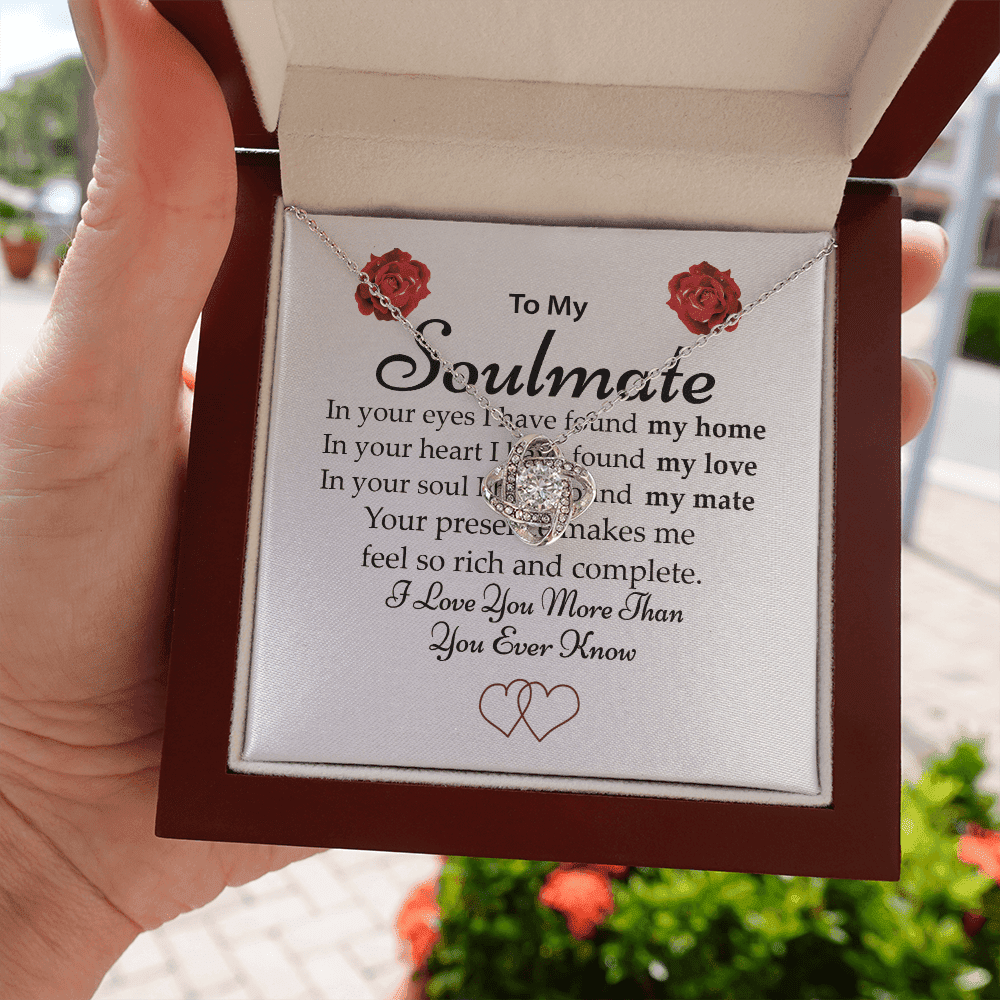 To My
Soulmate
In your eyes I have found my home
In your heart I found my love
In your soul I my mate
Your makes me
feel so rich and complete.
I Love You More Than
You Ever Know